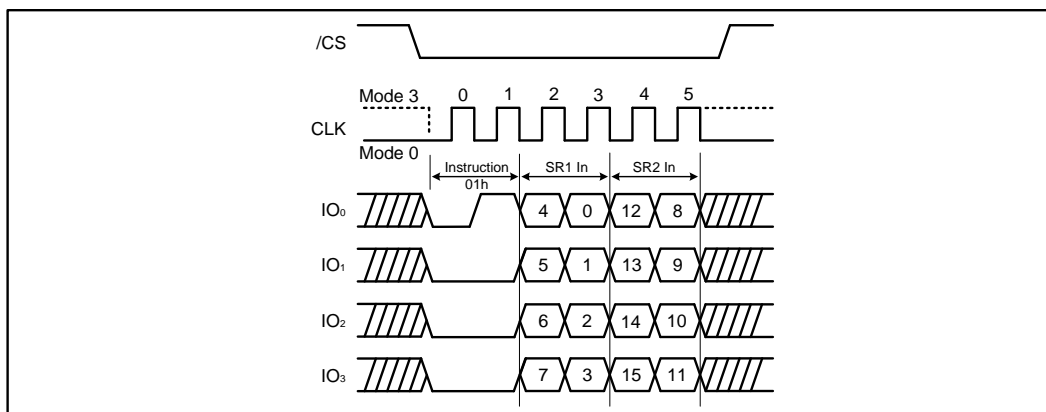 /CS
Mode 3 0 1 2 3 4 5
CLK
Mode 0
Instruction SR1 In SR2 In
01h
IO₀ 4 0 12 8
IO₁ 5 1 13 9
IO₂ 6 2 14 10
IO₃ 7 3 15 11